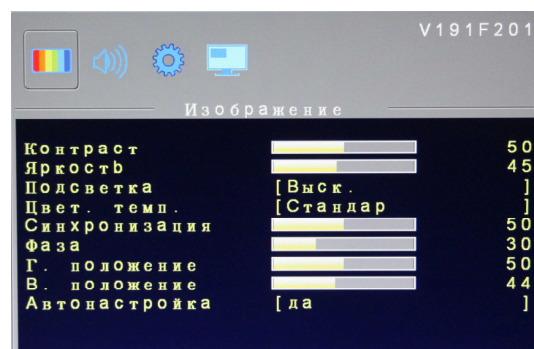 V191F201
Изображение
Контраст 50
Яркость 45
Подсветка [Выск. ]
Цвет. темп. [Стандар ]
Синхронизация 50
Фаза 30
Г. положение 50
В. положение 44
Автонастройка [да ]